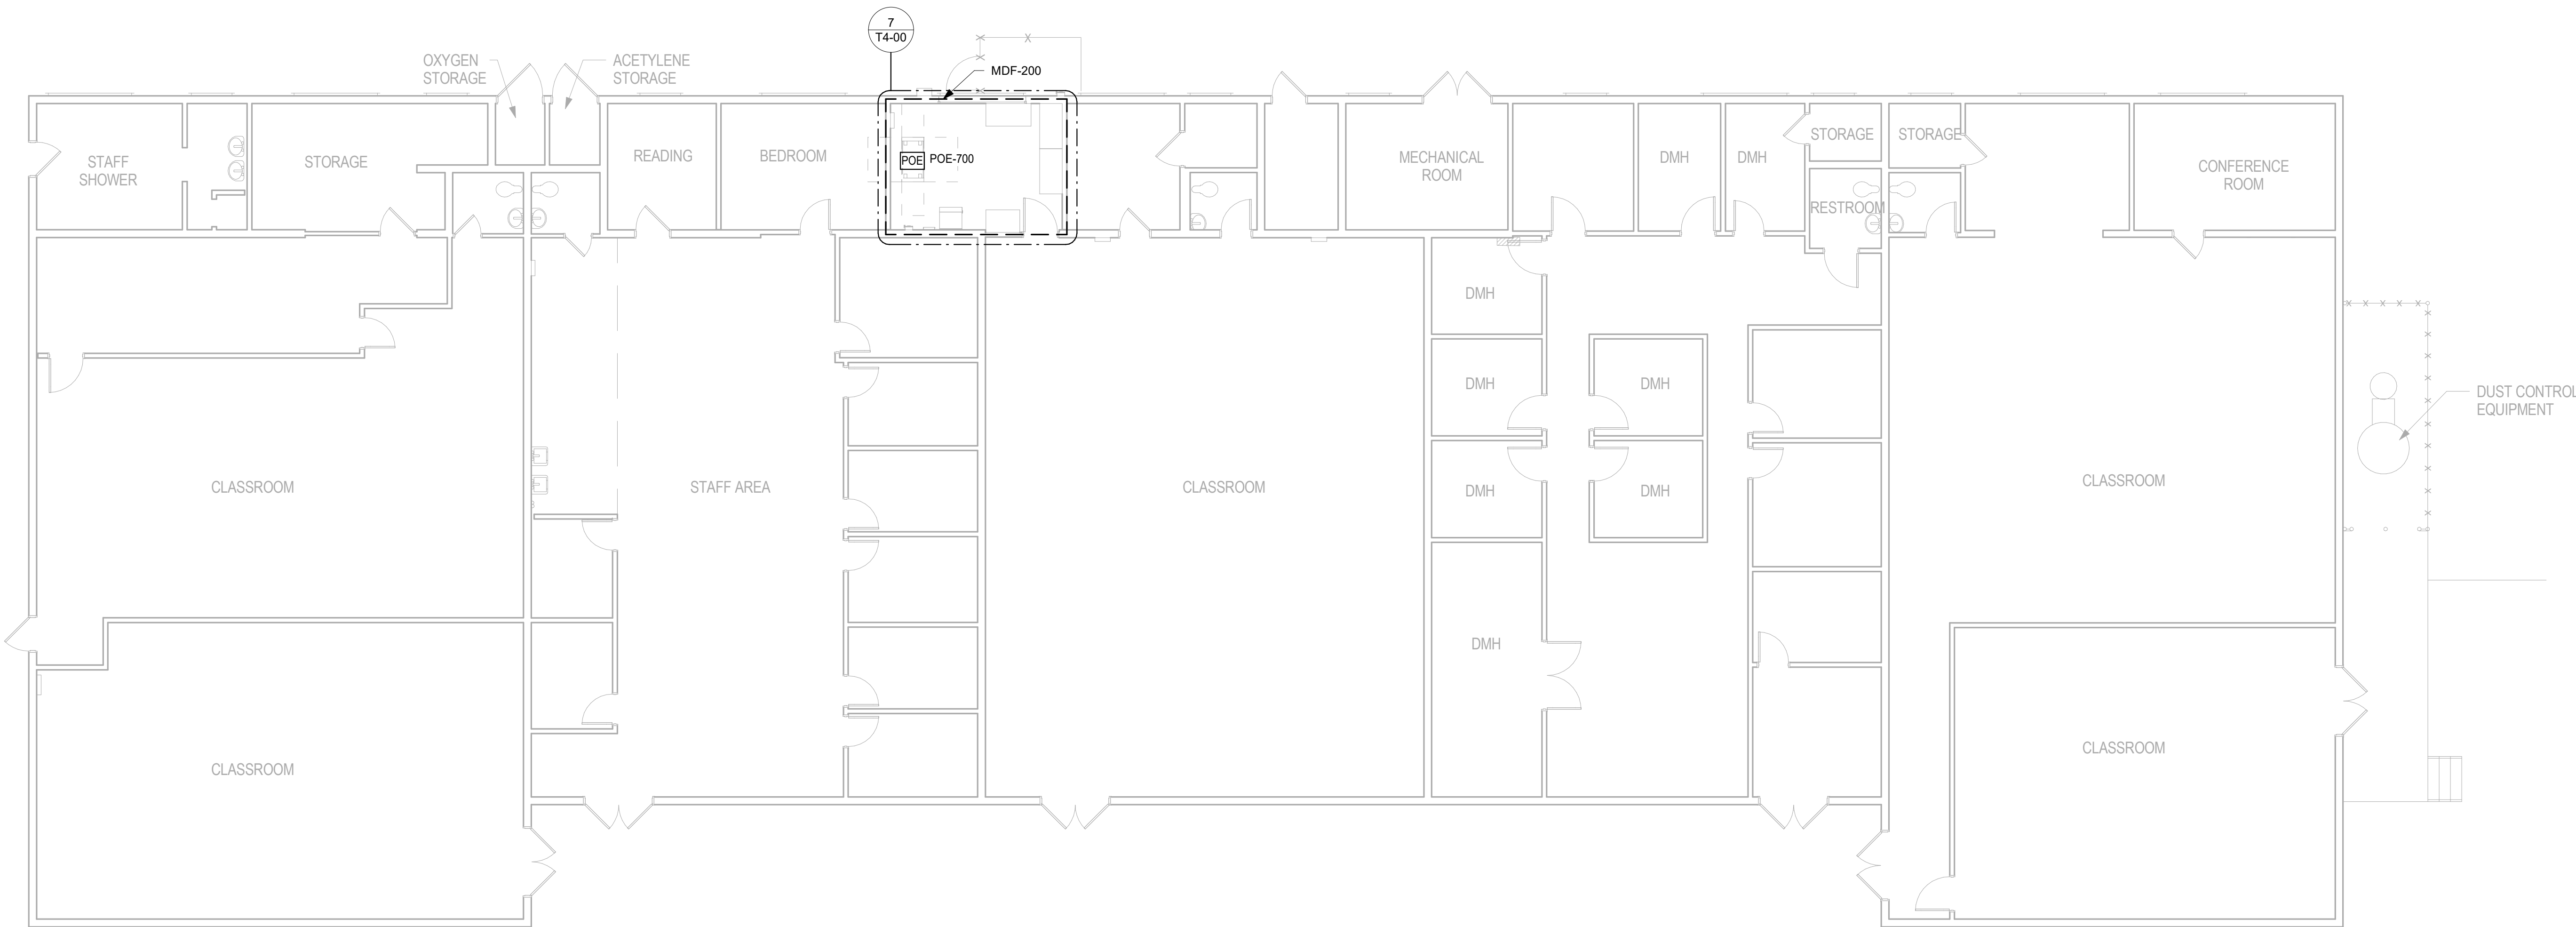 7
T4-00
OXYGEN
STORAGE
ACETYLENE
STORAGE
MDF-200
STAFF
SHOWER
STORAGE
READING
BEDROOM
POE
POE-700
MECHANICAL
ROOM
DMH
DMH
STORAGE
STORAGE
CONFERENCE
ROOM
RESTROOM
DMH
DMH
DMH
DUST CONTROL
EQUIPMENT
CLASSROOM
STAFF AREA
CLASSROOM
DMH
DMH
CLASSROOM
DMH
CLASSROOM
CLASSROOM